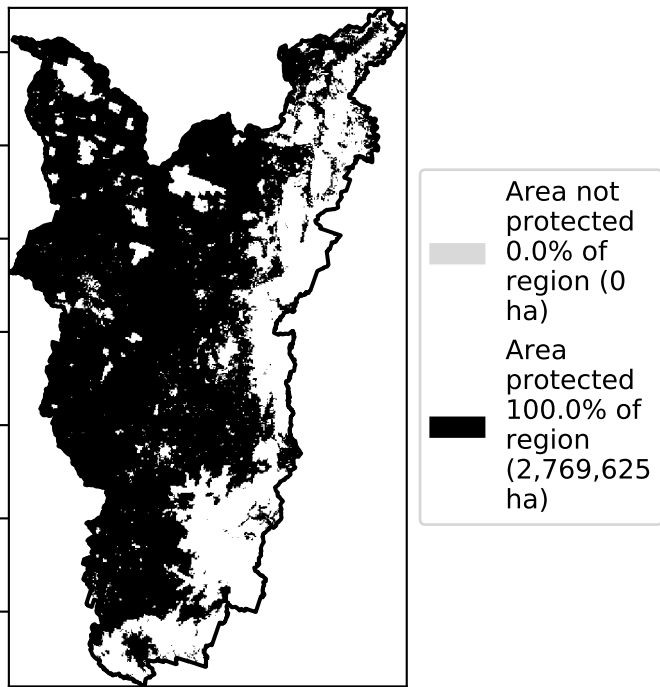 Area not
protected
0.0% of
region (0
ha)
Area
protected
100.0% of
region
(2,769,625
ha)